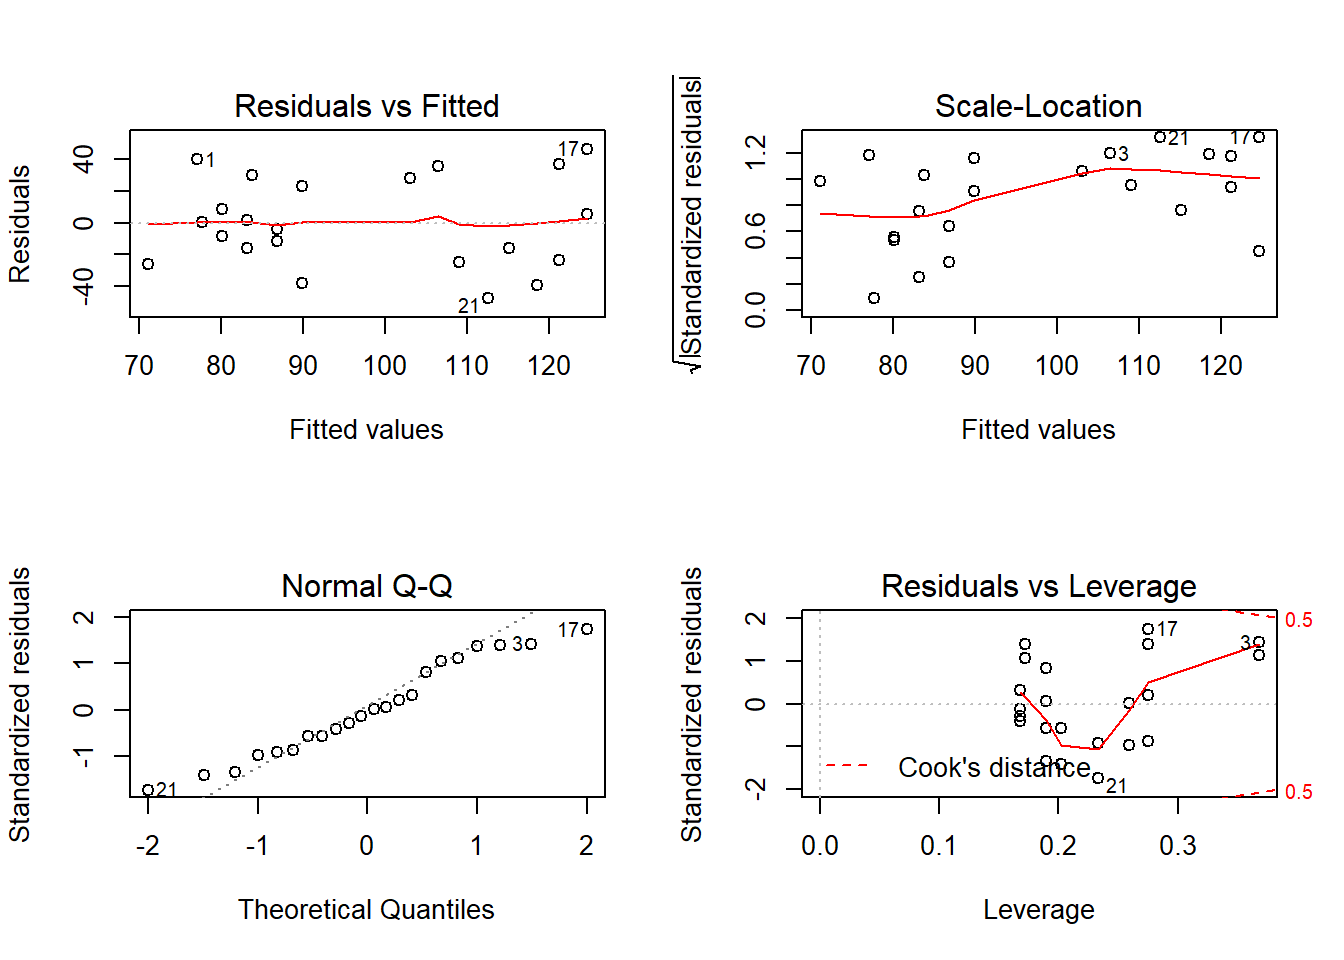 Residuals vs Fitted
Residuals
40
0
-40
1
17
21
70 80 90 100 110 120
Fitted values
Scale-Location
√|Standardized residuals|
1.2
0.6
0.0
21
17
3
70 80 90 100 110 120
Fitted values
Normal Q-Q
Standardized residuals
2
1
0
-1
17
3
21
-2 -1 0 1 2
Theoretical Quantiles
Residuals vs Leverage
Standardized residuals
2
1
0
-2
17
3
21
0.5
0.5
Cook's distance
0.0 0.1 0.2 0.3
Leverage